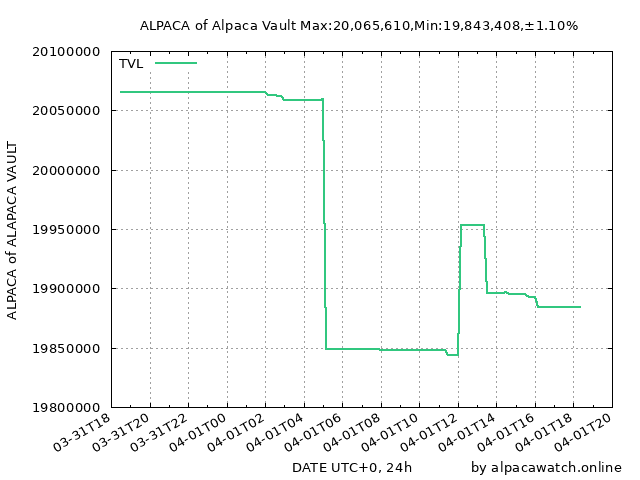 ALPACA of Alpaca Vault Max:20,065,610,Min:19,843,408,±1.10%
TVL
20100000
20050000
20000000
19950000
19900000
19850000
19800000
ALPACA of ALAPACA VAULT
03-31T18
03-31T20
03-31T22
04-01T00
04-01T02
04-01T04
04-01T06
04-01T08
04-01T10
04-01T12
04-01T14
04-01T16
04-01T18
04-01T20
DATE UTC+0, 24h
by alpacawatch.online